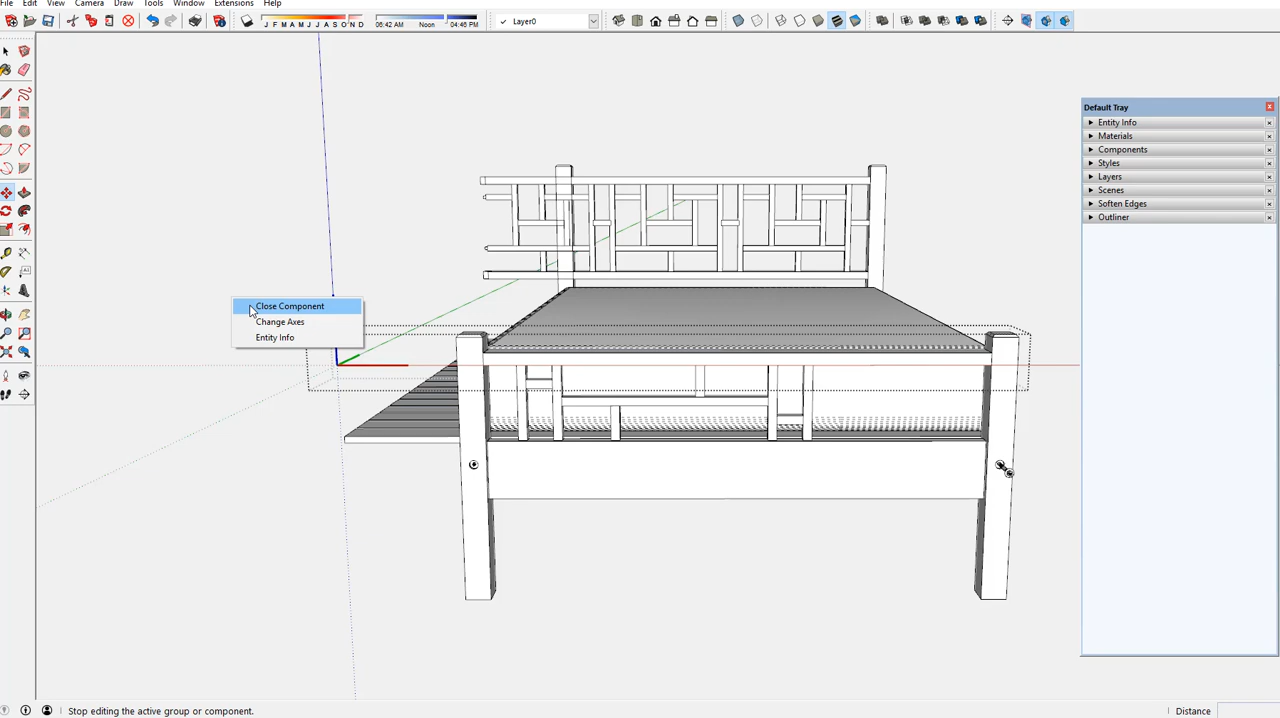 File Edit View Camera Draw Tools Window Extensions Help
J F M A M J J A S O N D 06:42 AM Noon 04:46 PM ✓ Layer0
Default Tray
Entity Info
Materials
Components
Styles
Layers
Scenes
Soften Edges
Outliner
Close Component
Change Axes
Entity Info
Stop editing the active group or component. Distance